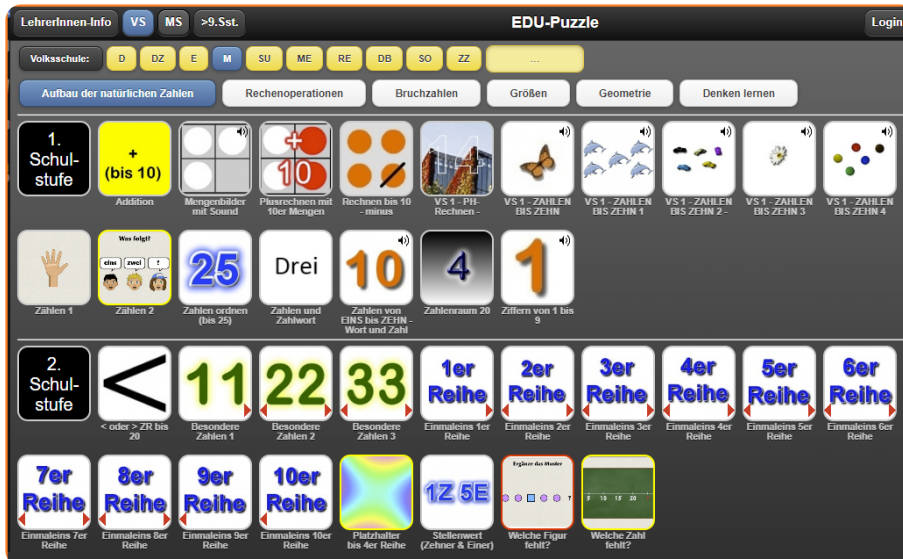 LehrerInnen-Info VS MS >9.Sst. EDU-Puzzle Login
Volksschule: D DZ E M SU ME RE DB SO ZZ ...
Aufbau der natürlichen Zahlen Rechenoperationen Bruchzahlen Größen Geometrie Denken lernen
1.
Schul-
stufe
+
(bis 10)
Addition
Mengenbilder
mit Sound
+
10
Plusrechnen mit
10er Mengen
Rechnen bis 10
- minus
14
VS 1 - PH-
Rechnen -
VS 1 - ZAHLEN
BIS ZEHN
VS 1 - ZAHLEN
BIS ZEHN 1
VS 1 - ZAHLEN
BIS ZEHN 2 -
VS 1 - ZAHLEN
BIS ZEHN 3
VS 1 - ZAHLEN
BIS ZEHN 4
Zählen 1
Was folgt?
eins zwei ?
Zählen 2
25
Zahlen ordnen
(bis 25)
Drei
Zahlen und
Zahlwort
10
Zahlen von
EINS bis ZEHN -
Wort und Zahl
4
Zahlenraum 20
1
Ziffern von 1 bis
9
2.
Schul-
stufe
<
< oder > ZR bis
20
11
Besondere
Zahlen 1
22
Besondere
Zahlen 2
33
Besondere
Zahlen 3
1er
Reihe
Einmaleins 1er
Reihe
2er
Reihe
Einmaleins 2er
Reihe
3er
Reihe
Einmaleins 3er
Reihe
4er
Reihe
Einmaleins 4er
Reihe
5er
Reihe
Einmaleins 5er
Reihe
6er
Reihe
Einmaleins 6er
Reihe
7er
Reihe
Einmaleins 7er
Reihe
8er
Reihe
Einmaleins 8er
Reihe
9er
Reihe
Einmaleins 9er
Reihe
10er
Reihe
Einmaleins 10er
Reihe
Platzhalter
bis 4er Reihe
1Z 5E
Stellenwert
(Zehner & Einer)
Ergänze das Muster
?
Welche Figur
fehlt?
5 10 15 20
Welche Zahl
fehlt?